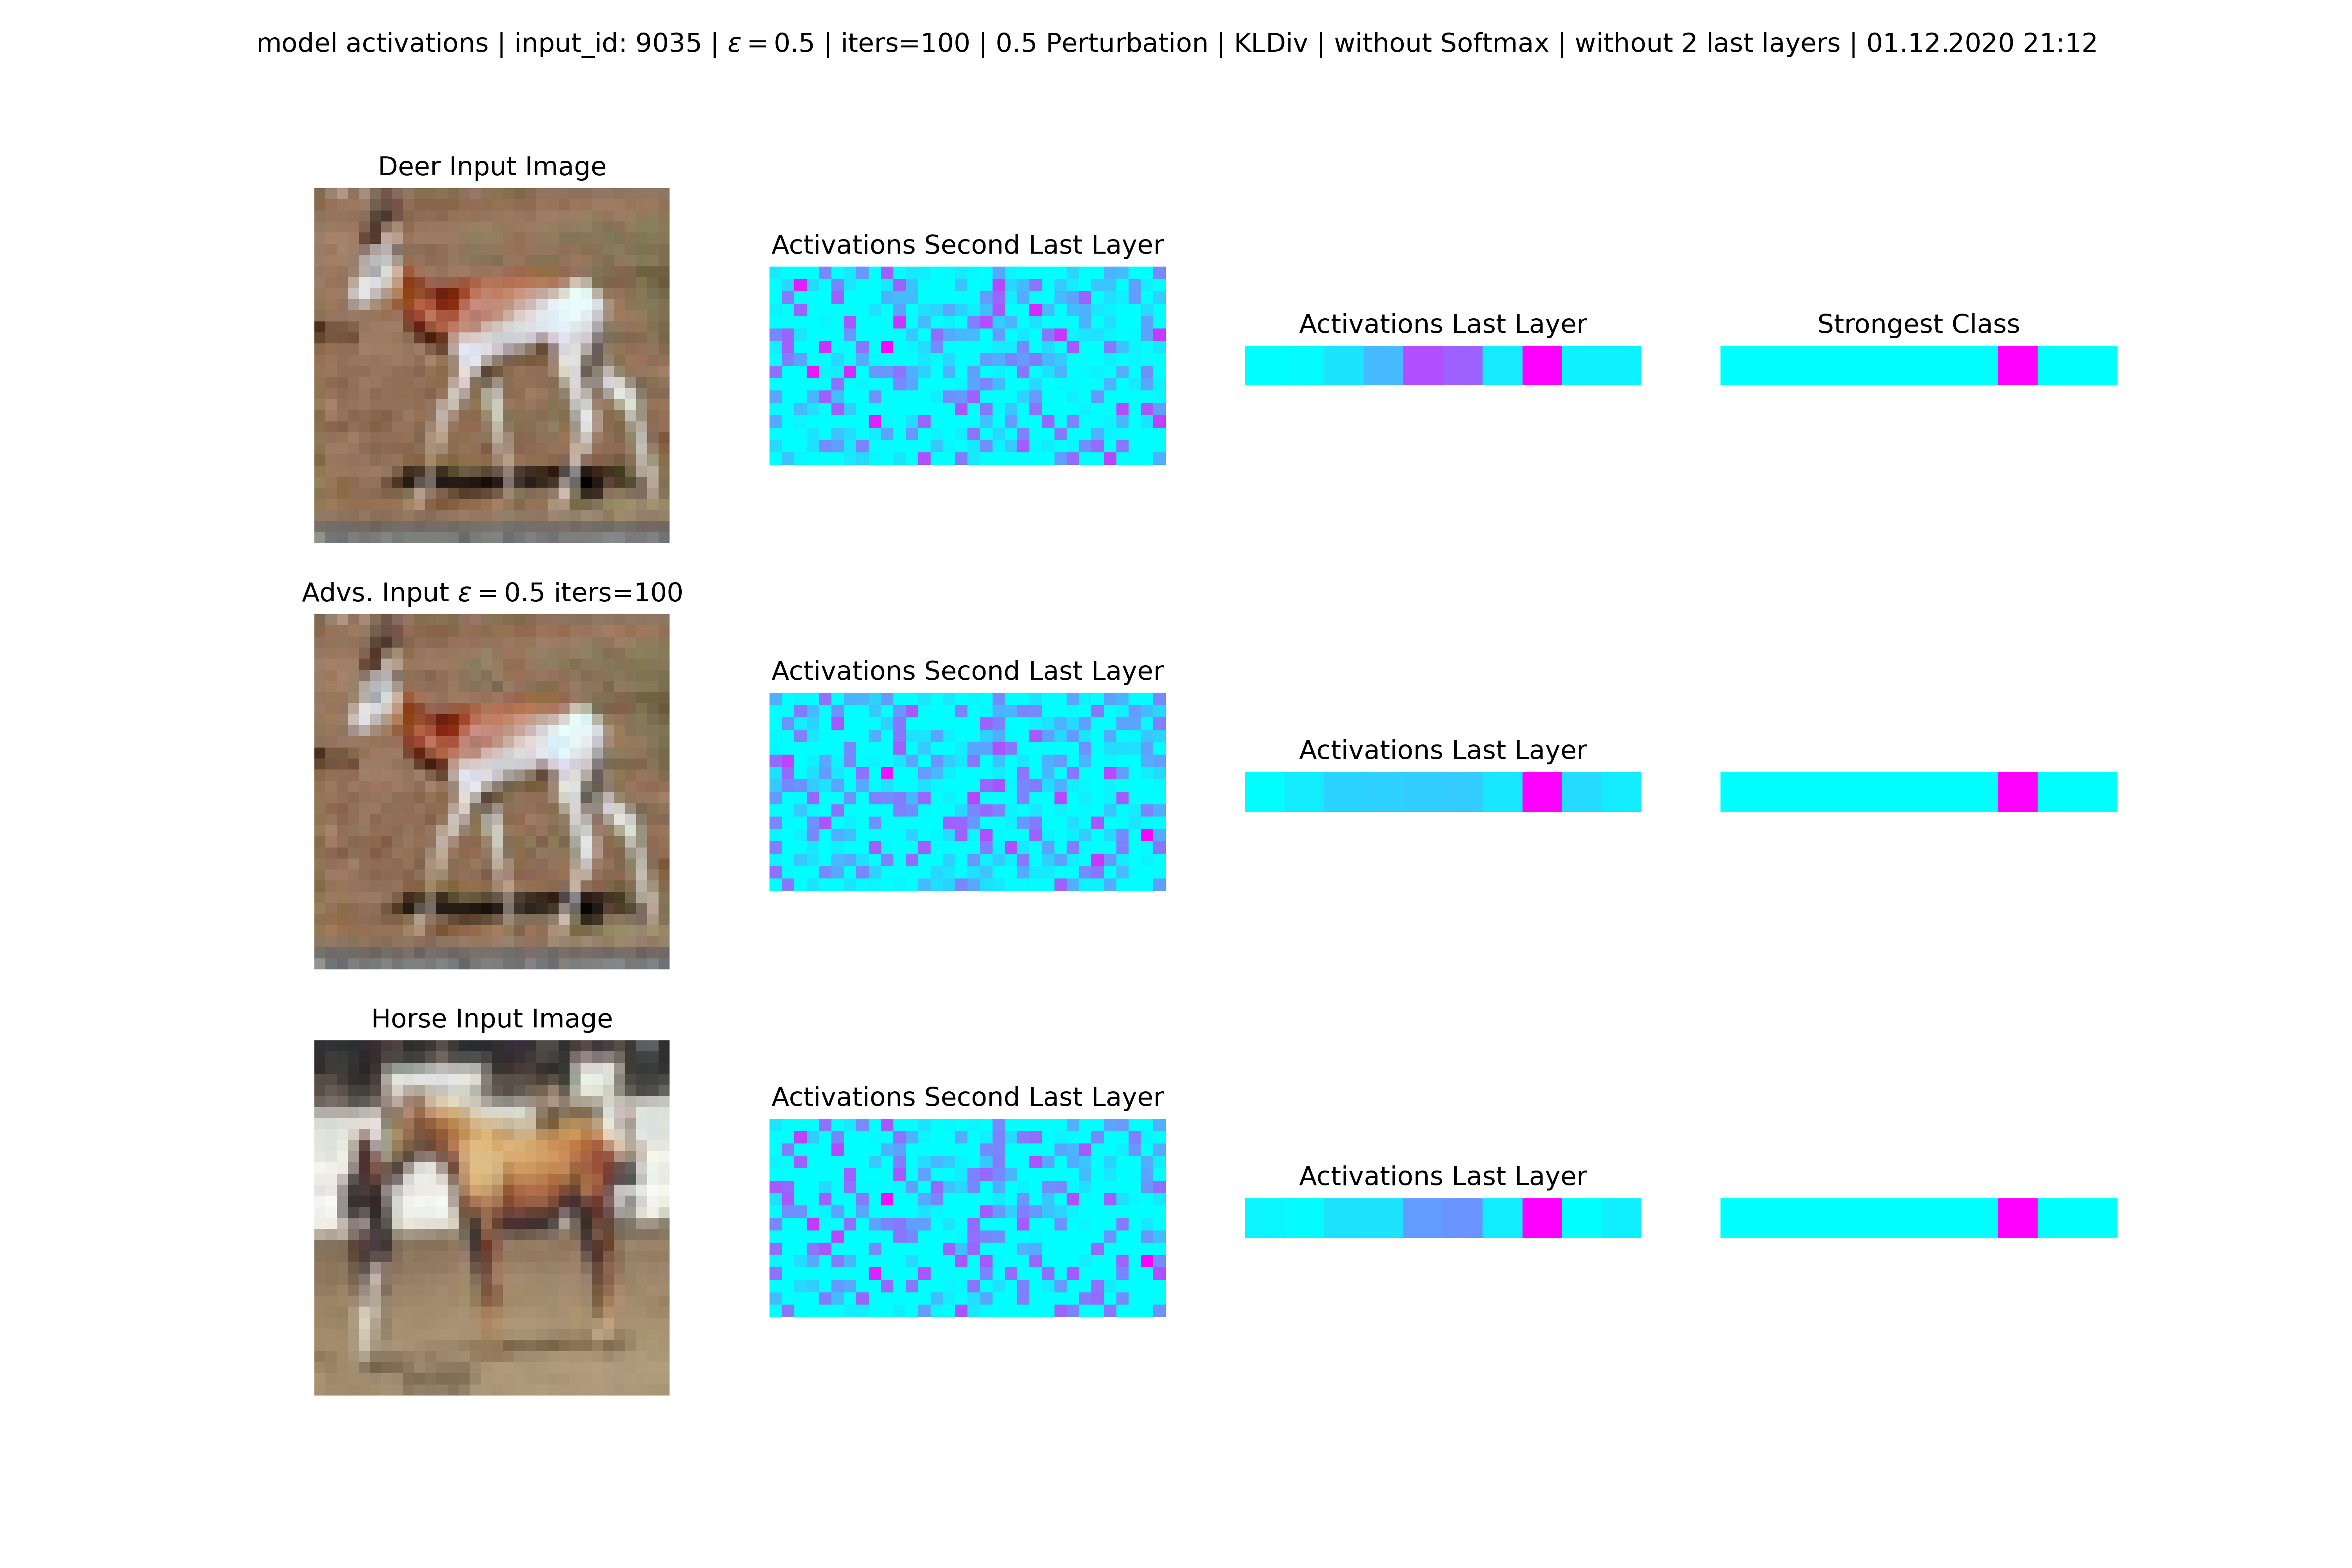 model activations | input_id: 9035 | ε = 0.5 | iters=100 | 0.5 Perturbation | KLDiv | without Softmax | without 2 last layers | 01.12.2020 21:12
Deer Input Image
Activations Second Last Layer
Activations Last Layer
Strongest Class
Advs. Input ε = 0.5 iters=100
Activations Second Last Layer
Activations Last Layer
Horse Input Image
Activations Second Last Layer
Activations Last Layer